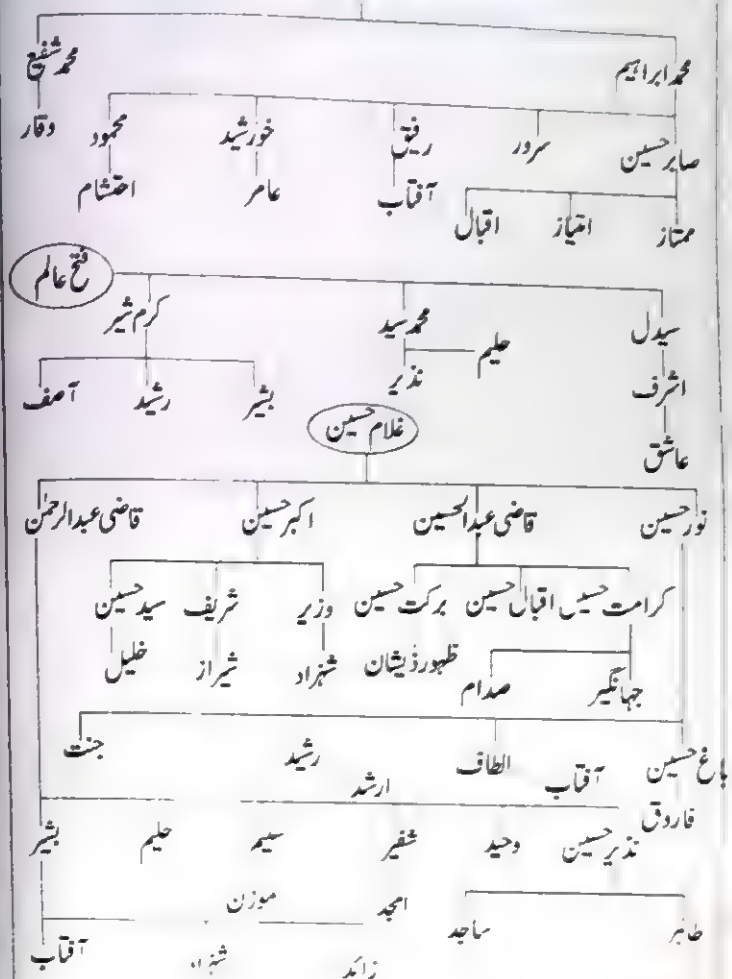 محمد ابراہیم محمد شفیع
صابر حسین سرور رفیق خورشید محمود وقار
ممتاز امتیاز اقبال آفتاب عامر احتشام
فتح عالم
سیدل محمد سید کرم شیر
اشرف حلیم نذیر بشیر رشید آصف
عاشق
غلام حسین
نور حسین قاضی عبدالحسین اکبر حسین قاضی عبدالرحمٰن
کرامت حسین اقبال حسین برکت حسین وزیر شریف سید حسین
جہانگیر صدام ظہور ذیشان شہزاد شیراز خلیل
باغ حسین آفتاب الطاف ارشد رشید جنت
فاروق
نذیر حسین وحید شفیر سیم حلیم بشیر
طاہر ساجد امجد موزن
زائد آفتاب